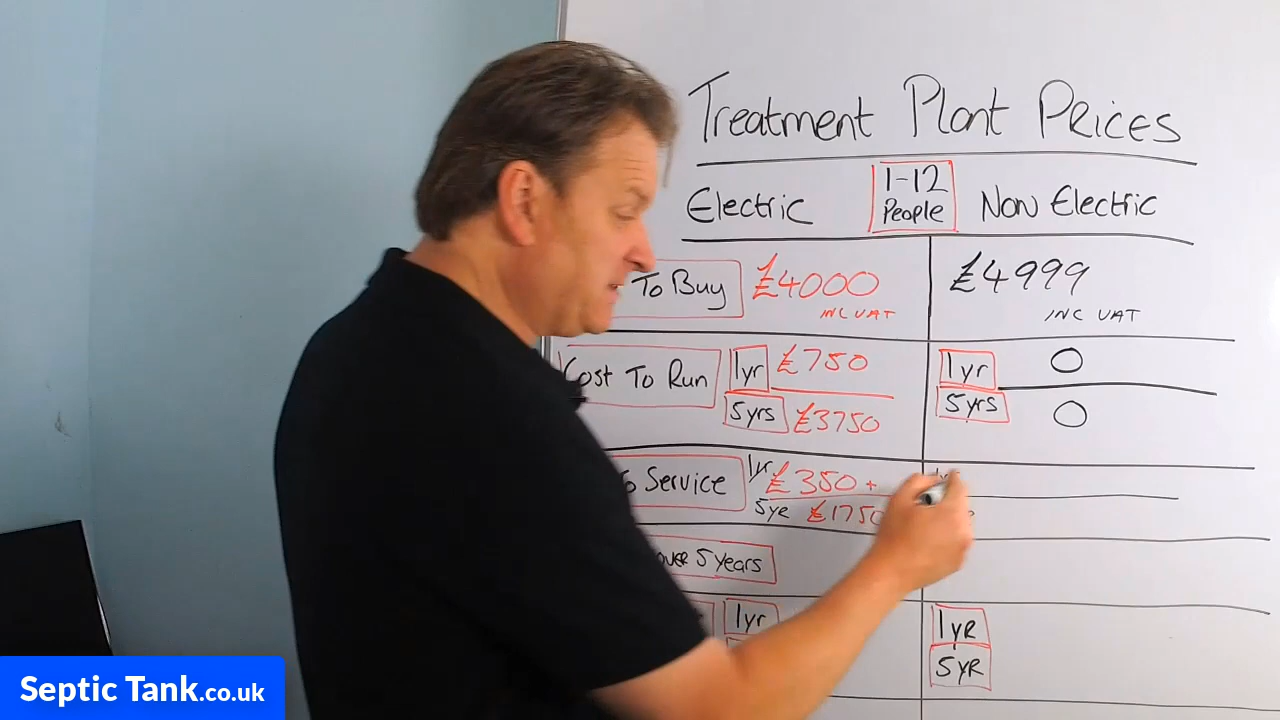 Treatment Plant Prices
Electric
1-12
People
Non Electric
To Buy
£4000
INC VAT
£4999
INC VAT
Cost To Run
1yr
£750
5yrs
£3750
1yr
0
5yrs
0
To Service
1yr
£350+
5yr
£1750
over 5 years
1yr
1yr
5yr
Septic Tank.co.uk